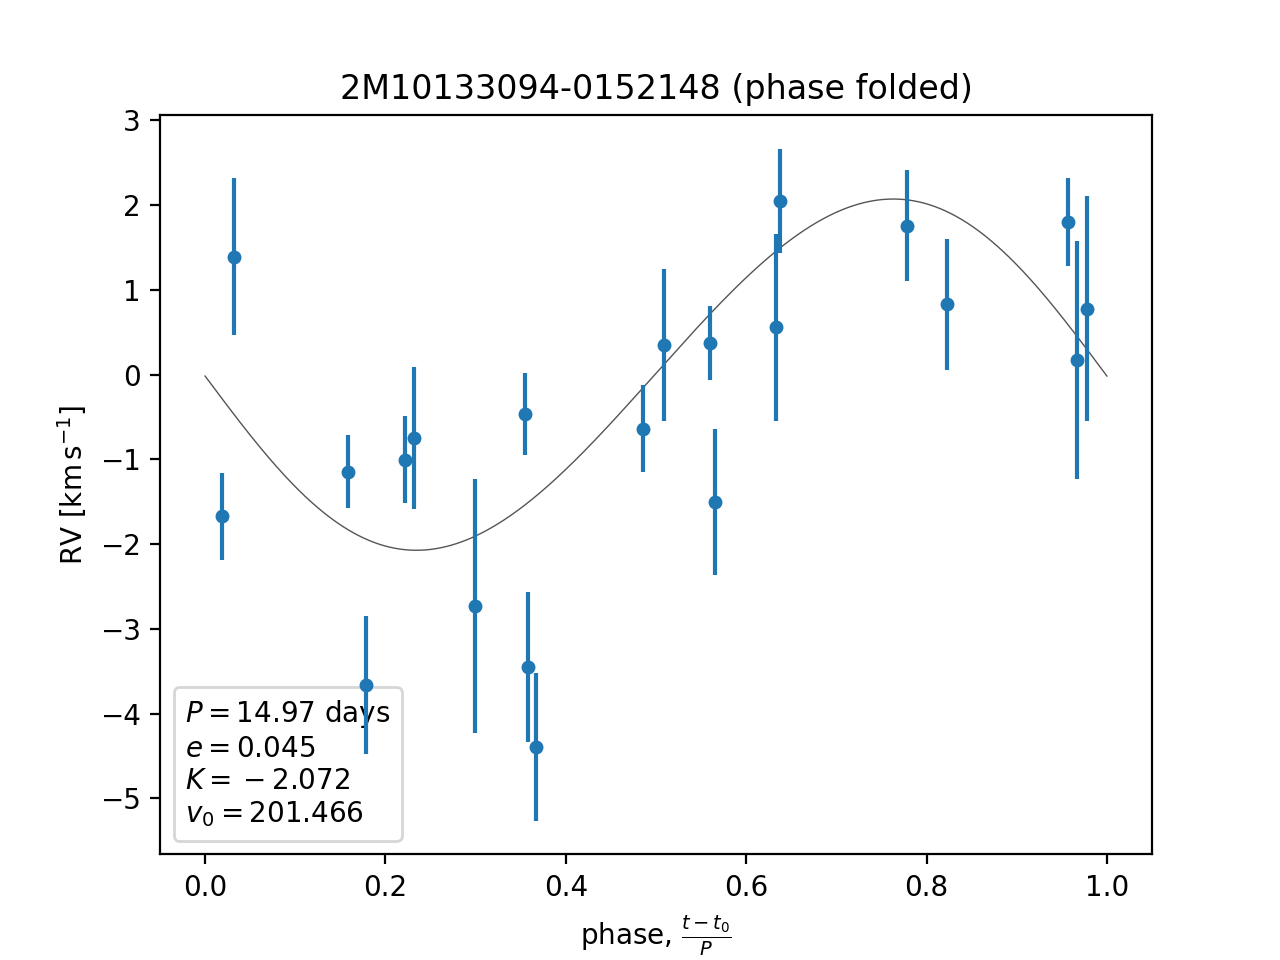 2M10133094-0152148 (phase folded)
3
2
1
0
−1
−2
−3
−4
−5
RV [km s⁻¹]
P = 14.97 days
e = 0.045
K = −2.072
v₀ = 201.466
0.0 0.2 0.4 0.6 0.8 1.0
phase, (t − t₀)/P